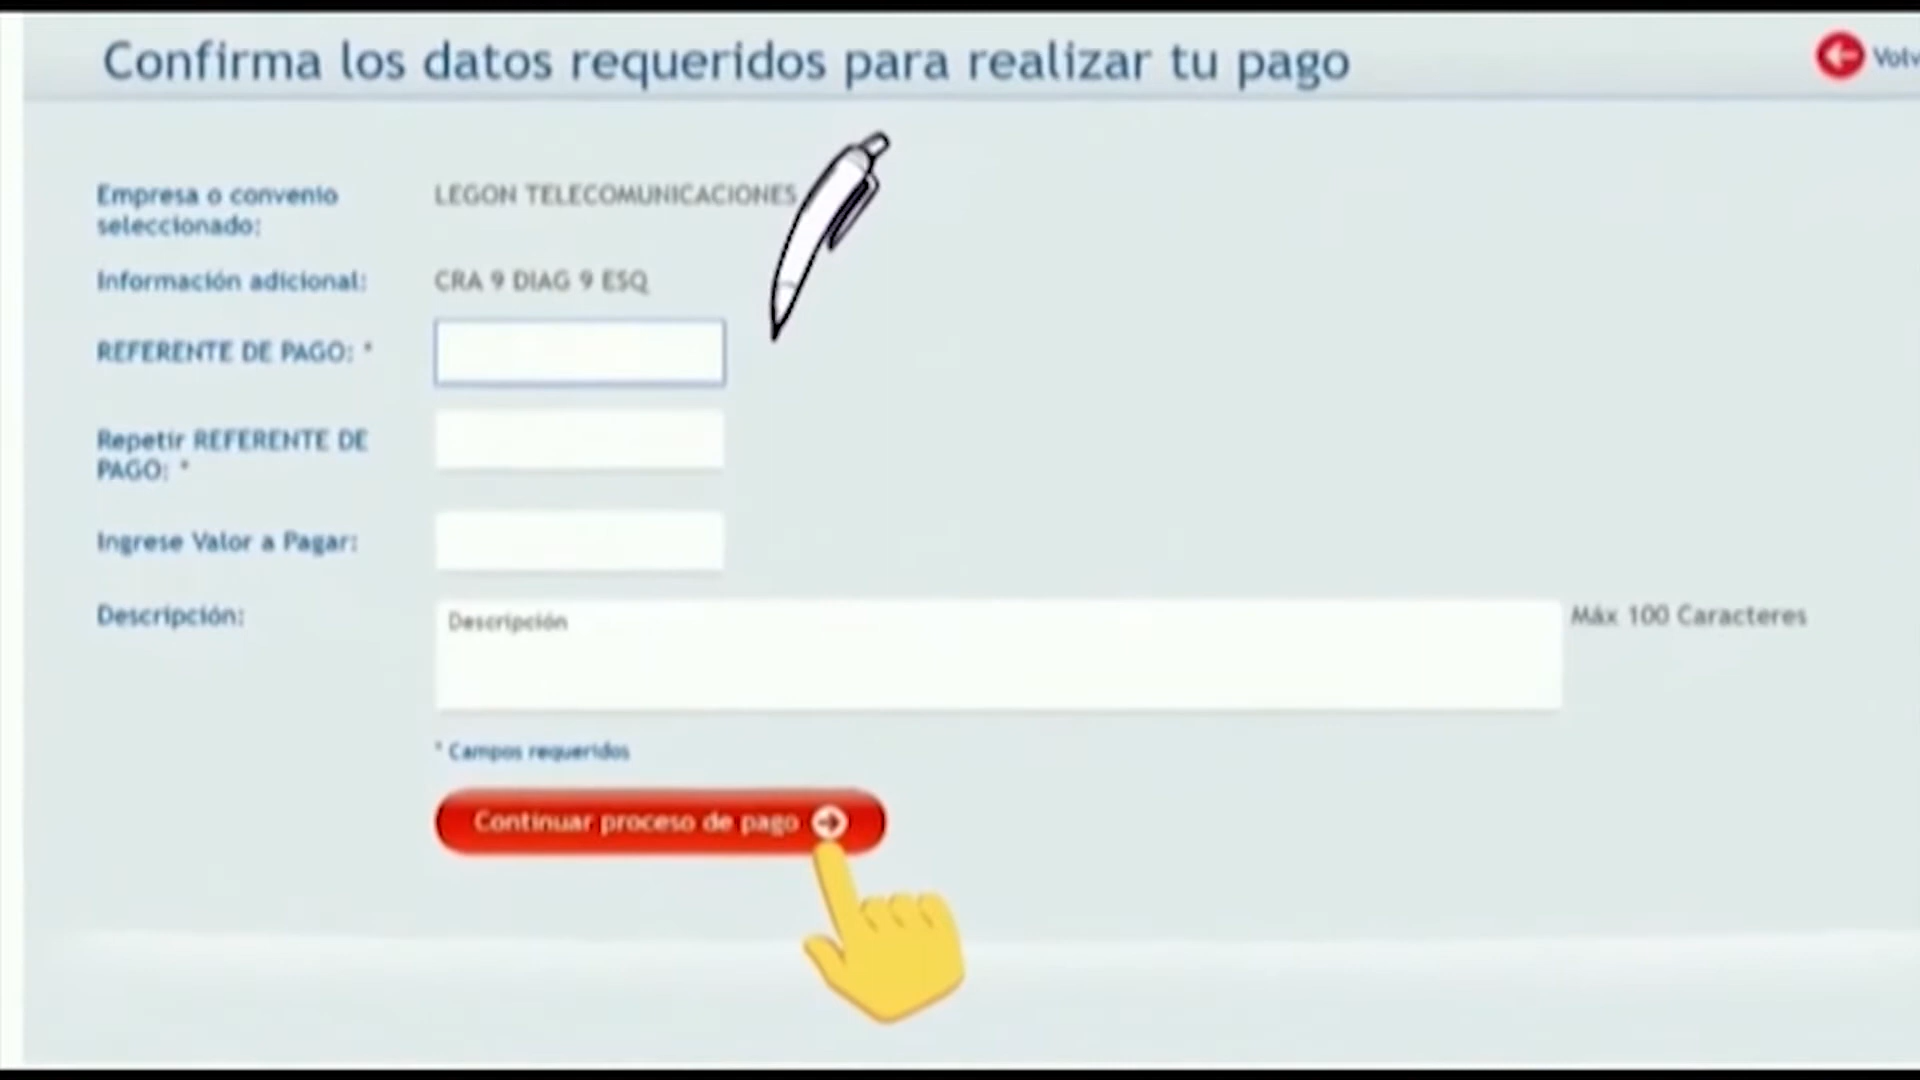 Confirma los datos requeridos para realizar tu pago
Empresa o convenio
seleccionado:
LEGON TELECOMUNICACIONES
Información adicional:
CRA 9 DIAG 9 ESQ
REFERENTE DE PAGO: *
Repetir REFERENTE DE
PAGO: *
Ingrese Valor a Pagar:
Descripción:
Descripción
Máx 100 Caracteres
* Campos requeridos
Continuar proceso de pago